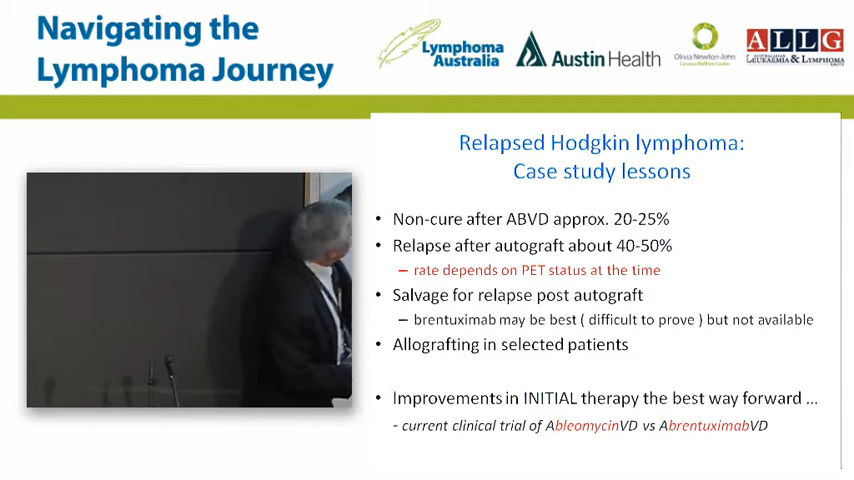 Navigating the
Lymphoma Journey
Lymphoma
Australia
Austin Health
Olivia Newton-John
Cancer & Wellness Centre
ALLG
AUSTRALASIAN
LEUKAEMIA & LYMPHOMA
GROUP
Relapsed Hodgkin lymphoma:
Case study lessons
• Non-cure after ABVD approx. 20-25%
• Relapse after autograft about 40-50%
– rate depends on PET status at the time
• Salvage for relapse post autograft
– brentuximab may be best ( difficult to prove ) but not available
• Allografting in selected patients
• Improvements in INITIAL therapy the best way forward ...
- current clinical trial of AbleomycinVD vs AbrentuximabVD